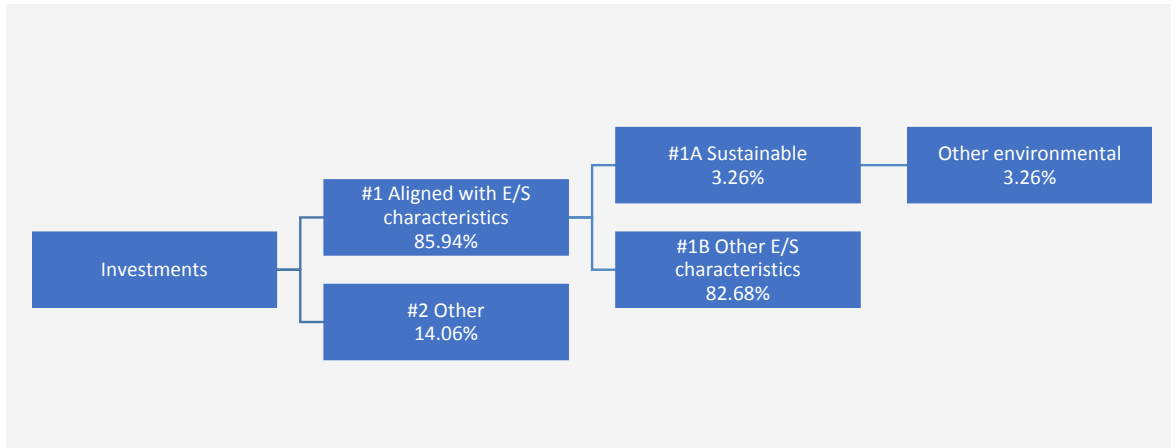 Investments
#1 Aligned with E/S
characteristics
85.94%
#2 Other
14.06%
#1A Sustainable
3.26%
#1B Other E/S
characteristics
82.68%
Other environmental
3.26%